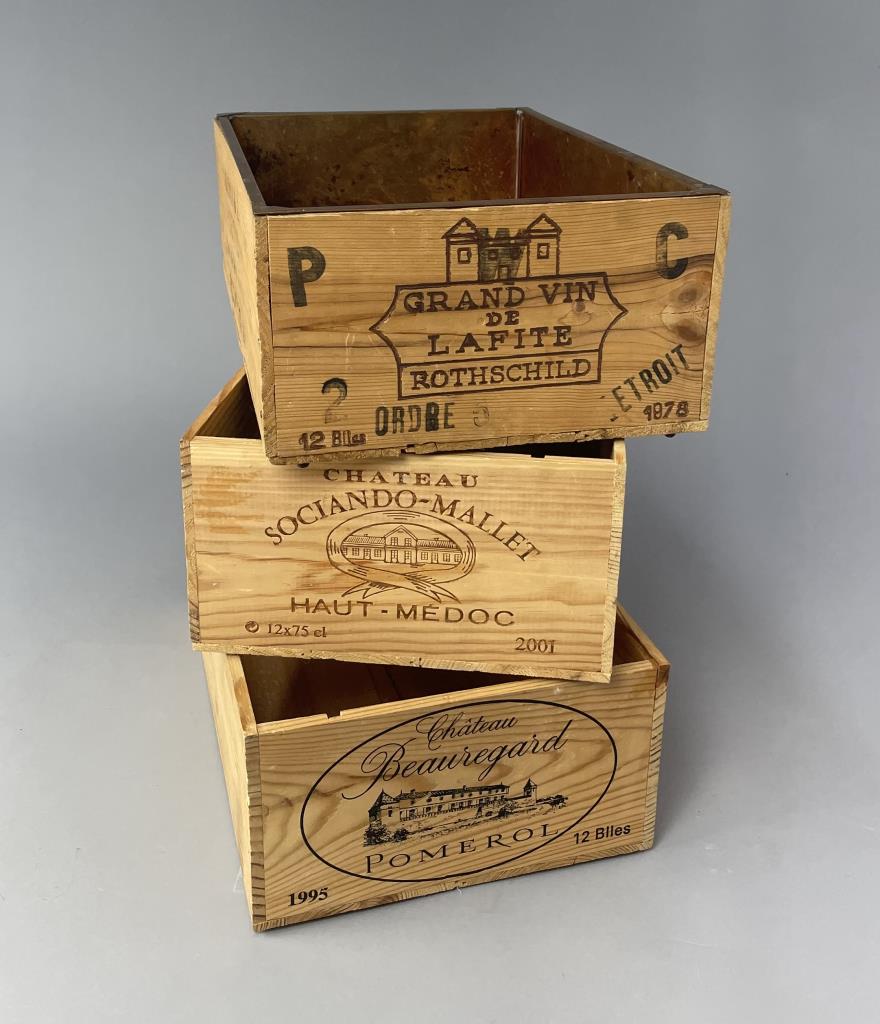 P
W
C
GRAND VIN
DE
LAFITE
ROTHSCHILD
2
ORDRE
ETROIT
12 Blles
1978
CHATEAU
SOCIANDO-MALLET
HAUT-MÉDOC
12x75 cl
2001
Château
Beauregard
POMEROL
12 Blles
1995